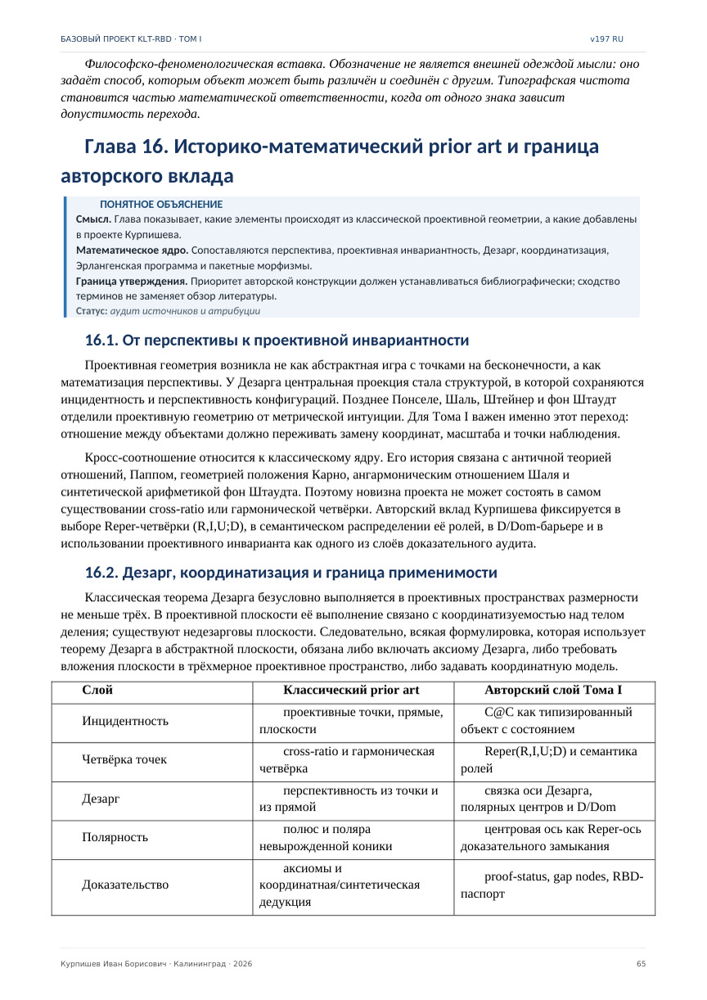 БАЗОВЫЙ ПРОЕКТ KLT-RBD · ТОМ I
v197 RU
Философско-феноменологическая вставка. Обозначение не является внешней одеждой мысли: оно
задаёт способ, которым объект может быть различён и соединён с другим. Типографская чистота
становится частью математической ответственности, когда от одного знака зависит
допустимость перехода.
Глава 16. Историко-математический prior art и граница
авторского вклада
ПОНЯТНОЕ ОБЪЯСНЕНИЕ
Смысл. Глава показывает, какие элементы происходят из классической проективной геометрии, а какие добавлены
в проекте Курпишева.
Математическое ядро. Сопоставляются перспектива, проективная инвариантность, Дезарг, координатизация,
Эрлангенская программа и пакетные морфизмы.
Граница утверждения. Приоритет авторской конструкции должен устанавливаться библиографически; сходство
терминов не заменяет обзор литературы.
Статус: аудит источников и атрибуции
16.1. От перспективы к проективной инвариантности
Проективная геометрия возникла не как абстрактная игра с точками на бесконечности, а как
математизация перспективы. У Дезарга центральная проекция стала структурой, в которой сохраняются
инцидентность и перспективность конфигураций. Позднее Понселе, Шаль, Штейнер и фон Штаудт
отделили проективную геометрию от метрической интуиции. Для Тома I важен именно этот переход:
отношение между объектами должно переживать замену координат, масштаба и точки наблюдения.
Кросс-соотношение относится к классическому ядру. Его история связана с античной теорией
отношений, Паппом, геометрией положения Карно, ангармоническим отношением Шаля и
синтетической арифметикой фон Штаудта. Поэтому новизна проекта не может состоять в самом
существовании cross-ratio или гармонической четвёрки. Авторский вклад Курпишева фиксируется в
выборе Reper-четвёрки (R,I,U;D), в семантическом распределении её ролей, в D/Dom-барьере и в
использовании проективного инварианта как одного из слоёв доказательного аудита.
16.2. Дезарг, координатизация и граница применимости
Классическая теорема Дезарга безусловно выполняется в проективных пространствах размерности
не меньше трёх. В проективной плоскости её выполнение связано с координатизуемостью над телом
деления; существуют недезарговы плоскости. Следовательно, всякая формулировка, которая использует
теорему Дезарга в абстрактной плоскости, обязана либо включать аксиому Дезарга, либо требовать
вложения плоскости в трёхмерное проективное пространство, либо задавать координатную модель.
Слой
Классический prior art
Авторский слой Тома I
Инцидентность
проективные точки, прямые,
плоскости
C@C как типизированный
объект с состоянием
Четвёрка точек
cross-ratio и гармоническая
четвёрка
Reper(R,I,U;D) и семантика
ролей
Дезарг
перспективность из точки и
из прямой
связка оси Дезарга,
полярных центров и D/Dom
Полярность
полюс и поляра
невырожденной коники
центровая ось как Reper-ось
доказательного замыкания
Доказательство
аксиомы и
координатная/синтетическая
дедукция
proof-status, gap nodes, RBD-
паспорт
Курпишев Иван Борисович · Калининград · 2026
65